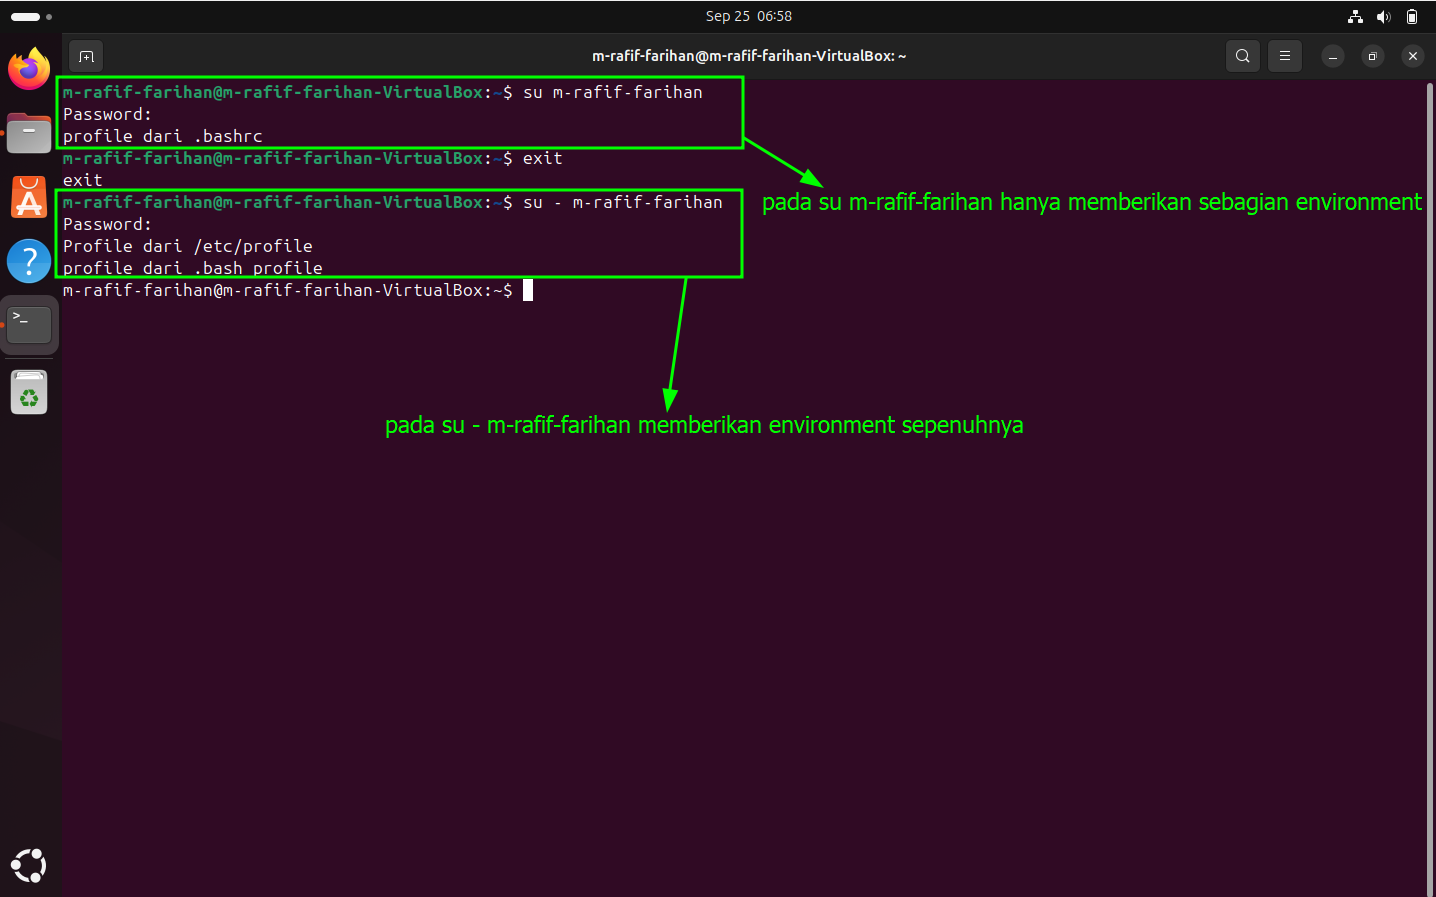 Sep 25 06:58
m-rafif-farihan@m-rafif-farihan-VirtualBox: ~
m-rafif-farihan@m-rafif-farihan-VirtualBox:~$ su m-rafif-farihan
Password:
profile dari .bashrc
m-rafif-farihan@m-rafif-farihan-VirtualBox:~$ exit
exit
m-rafif-farihan@m-rafif-farihan-VirtualBox:~$ su - m-rafif-farihan
pada su m-rafif-farihan hanya memberikan sebagian environment
Password:
Profile dari /etc/profile
profile dari .bash_profile
m-rafif-farihan@m-rafif-farihan-VirtualBox:~$
pada su - m-rafif-farihan memberikan environment sepenuhnya